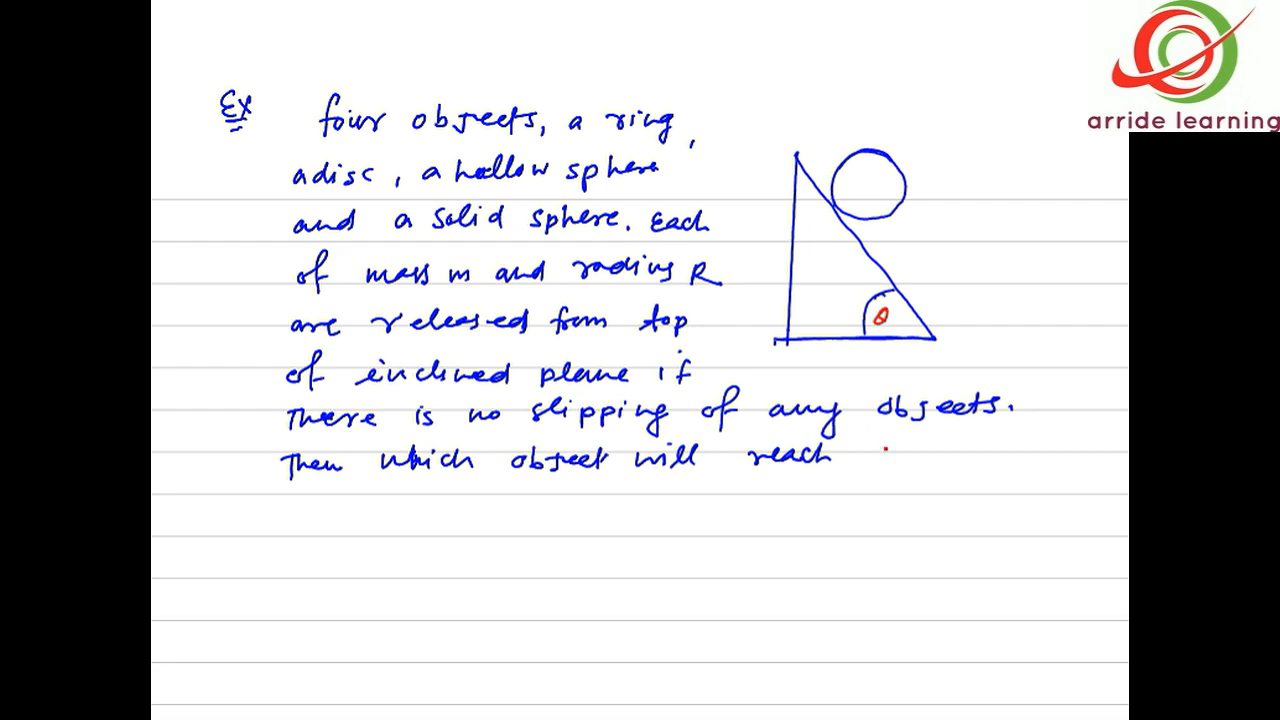 Ex four objects, a ring,
a disc, a hollow sphere
and a solid sphere. Each
of mass m and radius R
are released from top
of inclined plane if
There is no slipping of any objects.
Then which object will reach
θ
arride learning